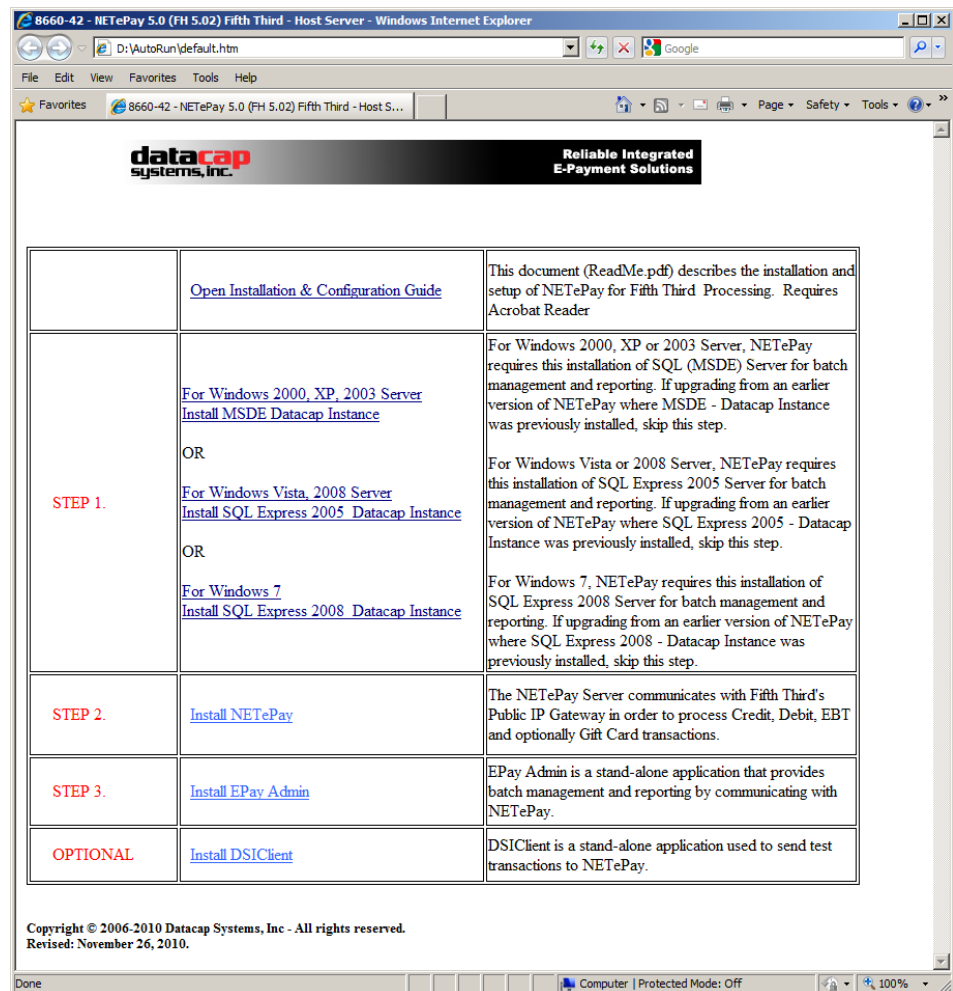 8660-42 - NETePay 5.0 (FH 5.02) Fifth Third - Host Server - Windows Internet Explorer
D:\AutoRun\default.htm
Google
File Edit View Favorites Tools Help
Favorites
8660-42 - NETePay 5.0 (FH 5.02) Fifth Third - Host S...
Page Safety Tools
datacap
systems,inc.
Reliable Integrated
E-Payment Solutions
Open Installation & Configuration Guide
This document (ReadMe.pdf) describes the installation and
setup of NETePay for Fifth Third Processing. Requires
Acrobat Reader
STEP 1.
For Windows 2000, XP, 2003 Server
Install MSDE Datacap Instance
OR
For Windows Vista, 2008 Server
Install SQL Express 2005 Datacap Instance
OR
For Windows 7
Install SQL Express 2008 Datacap Instance
For Windows 2000, XP or 2003 Server, NETePay
requires this installation of SQL (MSDE) Server for batch
management and reporting. If upgrading from an earlier
version of NETePay where MSDE - Datacap Instance
was previously installed, skip this step.
For Windows Vista or 2008 Server, NETePay requires
this installation of SQL Express 2005 Server for batch
management and reporting. If upgrading from an earlier
version of NETePay where SQL Express 2005 - Datacap
Instance was previously installed, skip this step.
For Windows 7, NETePay requires this installation of
SQL Express 2008 Server for batch management and
reporting. If upgrading from an earlier version of NETePay
where SQL Express 2008 - Datacap Instance was
previously installed, skip this step.
STEP 2.
Install NETePay
The NETePay Server communicates with Fifth Third's
Public IP Gateway in order to process Credit, Debit, EBT
and optionally Gift Card transactions.
STEP 3.
Install EPay Admin
EPay Admin is a stand-alone application that provides
batch management and reporting by communicating with
NETePay.
OPTIONAL
Install DSIClient
DSIClient is a stand-alone application used to send test
transactions to NETePay.
Copyright © 2006-2010 Datacap Systems, Inc - All rights reserved.
Revised: November 26, 2010.
Done
Computer | Protected Mode: Off
100%